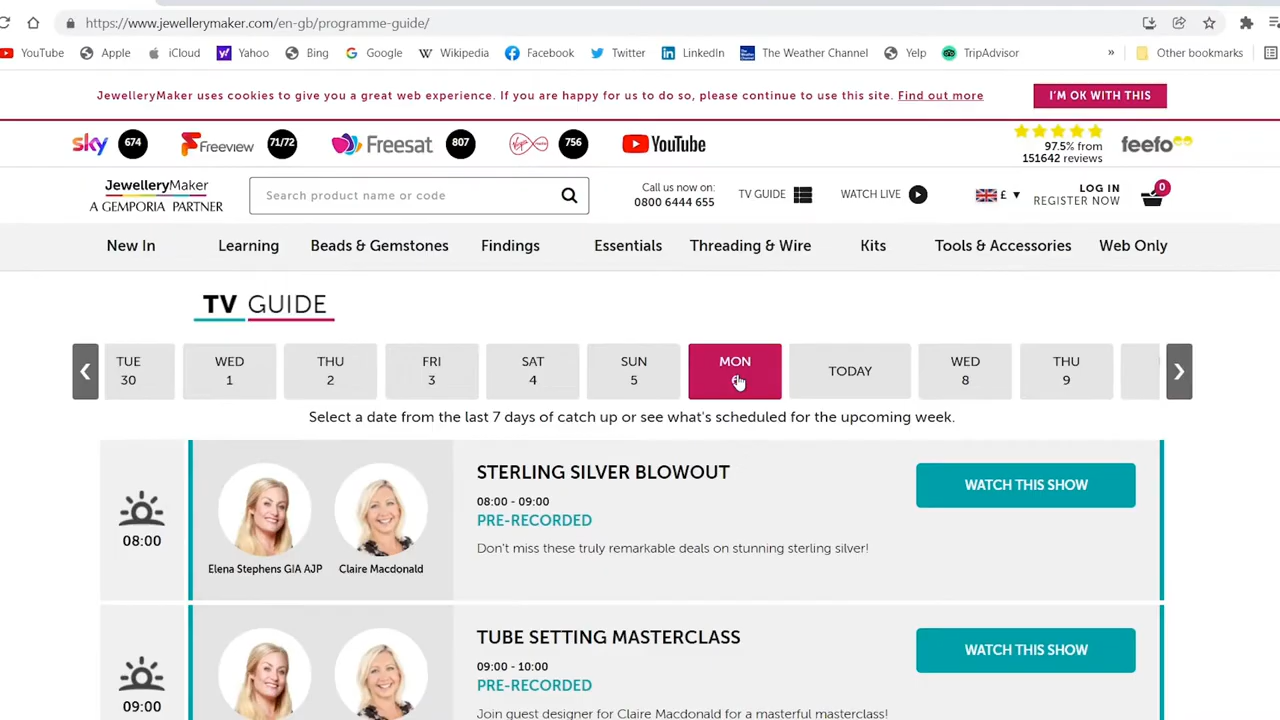 https://www.jewellerymaker.com/en-gb/programme-guide/
YouTube Apple iCloud Yahoo Bing Google Wikipedia Facebook Twitter LinkedIn The Weather Channel Yelp TripAdvisor » Other bookmarks
JewelleryMaker uses cookies to give you a great web experience. If you are happy for us to do so, please continue to use this site. Find out more
I'M OK WITH THIS
sky 674 Freeview 71/72 Freesat 807 756 YouTube
97.5% from
151642 reviews
feefo
JewelleryMaker
A GEMPORIA PARTNER
Search product name or code
Call us now on:
0800 6444 655
TV GUIDE
WATCH LIVE
£ ▼
LOG IN
REGISTER NOW
0
New In Learning Beads & Gemstones Findings Essentials Threading & Wire Kits Tools & Accessories Web Only
TV GUIDE
TUE WED THU FRI SAT SUN MON TODAY WED THU
30 1 2 3 4 5 8 9
Select a date from the last 7 days of catch up or see what's scheduled for the upcoming week.
08:00
Elena Stephens GIA AJP
Claire Macdonald
STERLING SILVER BLOWOUT
08:00 - 09:00
PRE-RECORDED
Don't miss these truly remarkable deals on stunning sterling silver!
WATCH THIS SHOW
09:00
TUBE SETTING MASTERCLASS
09:00 - 10:00
PRE-RECORDED
Join guest designer for Claire Macdonald for a masterful masterclass!
WATCH THIS SHOW